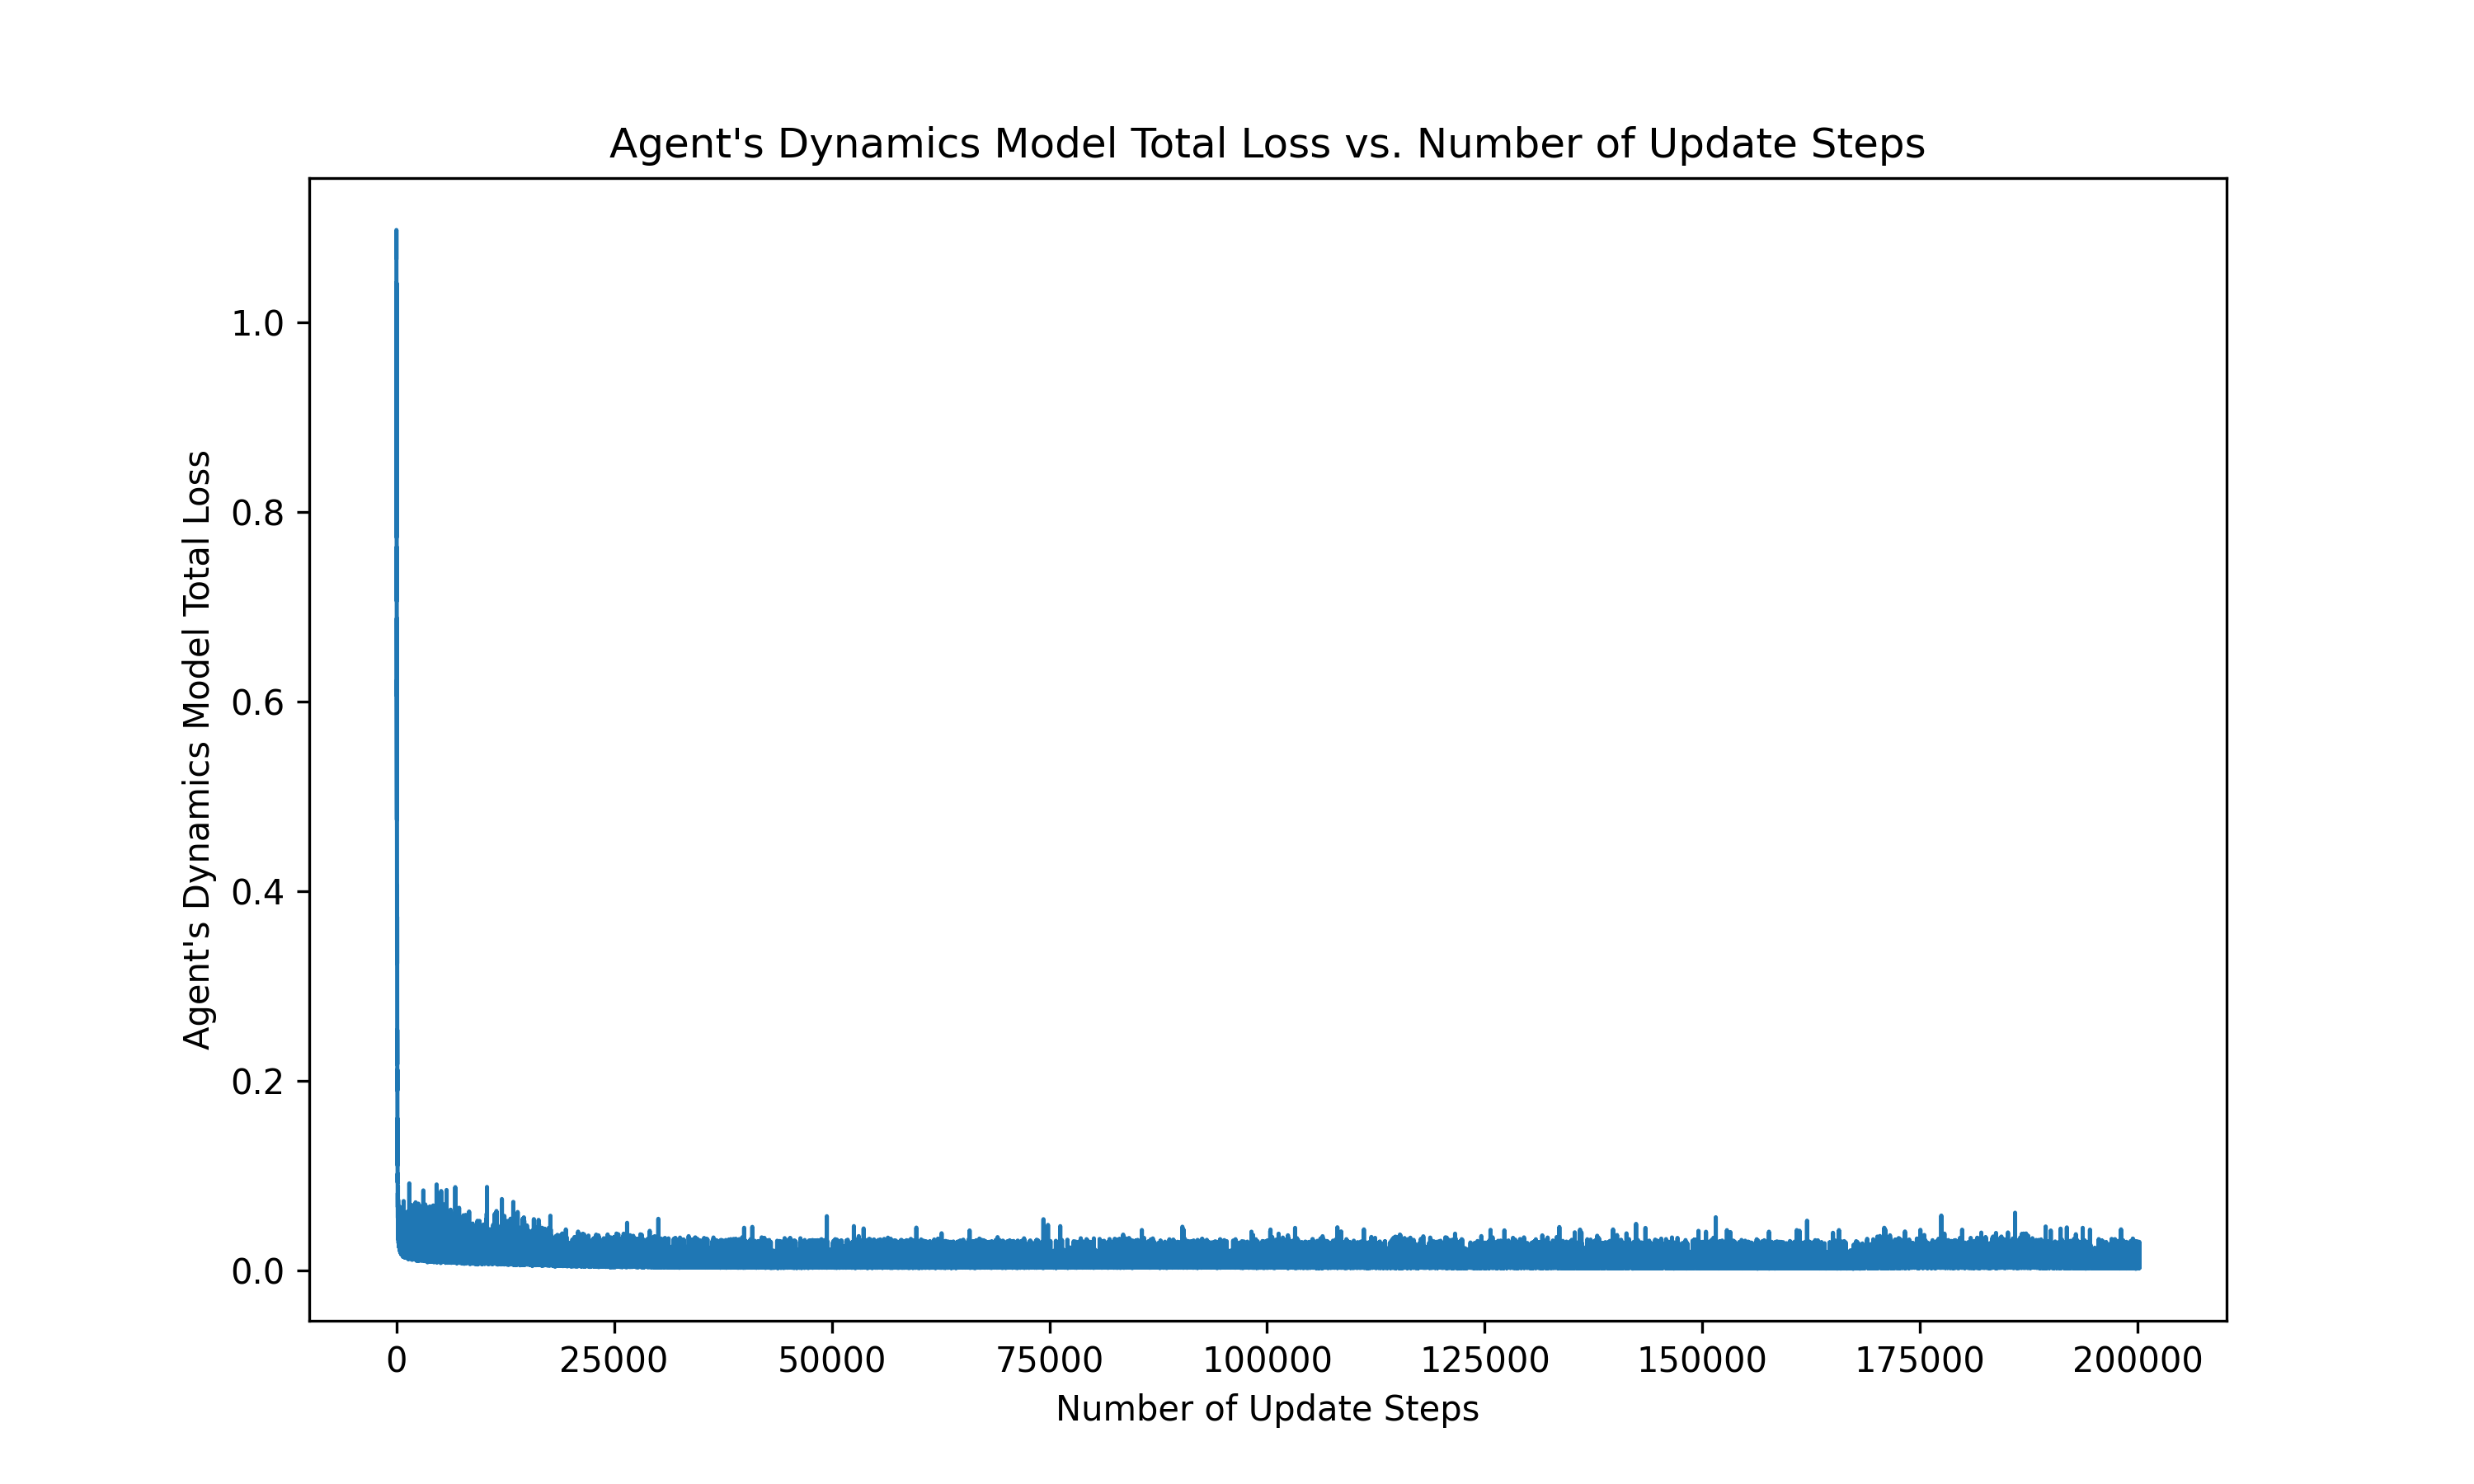 Agent's Dynamics Model Total Loss vs. Number of Update Steps
Agent's Dynamics Model Total Loss
1.0
0.8
0.6
0.4
0.2
0.0
0 25000 50000 75000 100000 125000 150000 175000 200000
Number of Update Steps